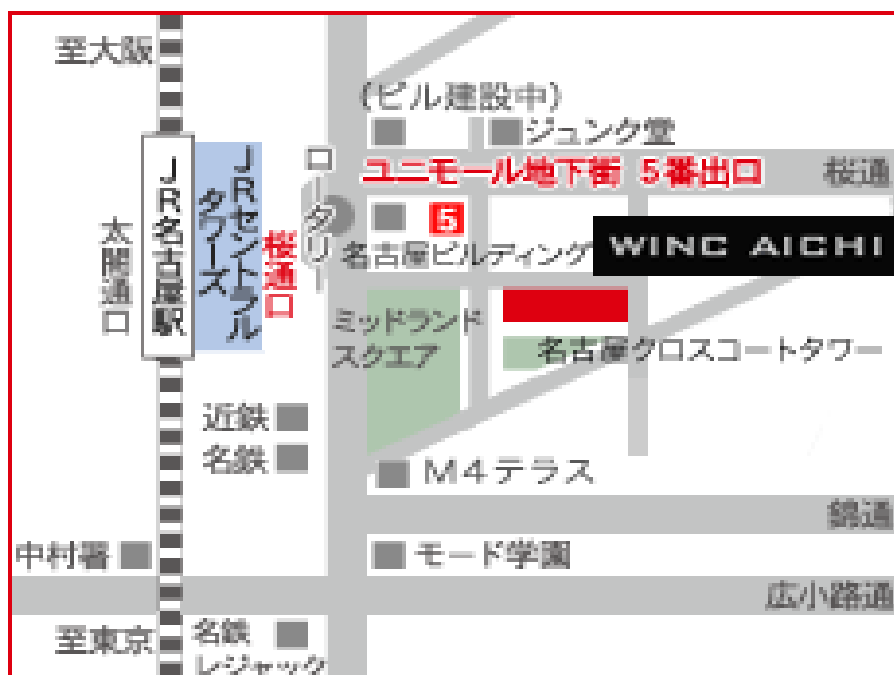 至大阪
(ビル建設中)
ジュンク堂
ユニモール地下街 5番出口
桜通
JR名古屋駅
JRセントラル
タワーズ
太閤通口
桜通口
ロータリー
5
名古屋ビルディング
WINC AICHI
ミッドランド
スクエア
名古屋クロスコートタワー
近鉄
名鉄
M4テラス
錦通
中村署
モード学園
広小路通
至東京
名鉄
レジャック